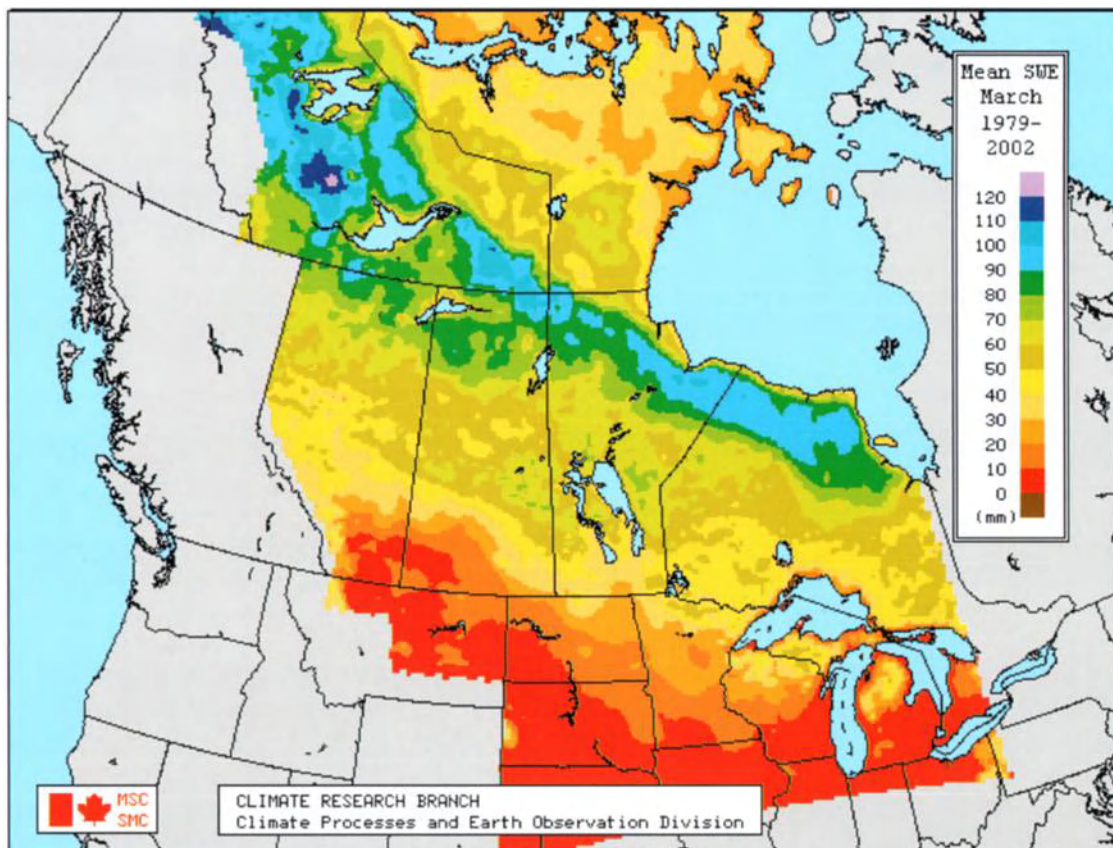 Mean SWE
March
1979-
2002
120
110
100
90
80
70
60
50
40
30
20
10
0
(mm)
MSC
SMC
CLIMATE RESEARCH BRANCH
Climate Processes and Earth Observation Division